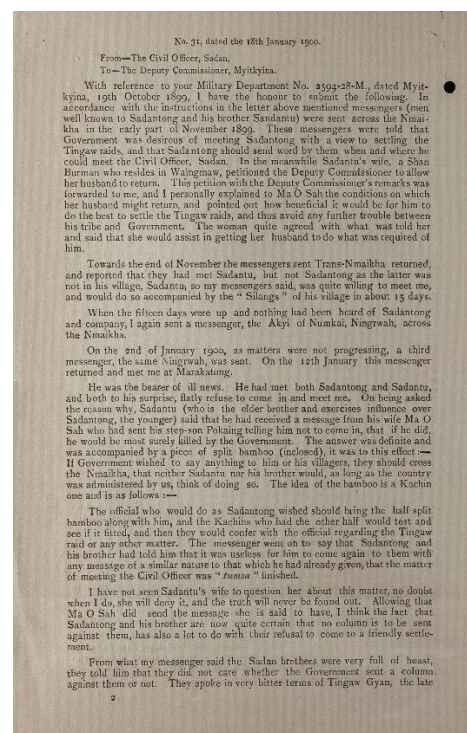 No. 31, dated the 18th January 1900.
From—The Civil Officer, Sadan,
To—The Deputy Commissioner, Myitkyina.
With reference to your Military Department No. 2594-28-M., dated Myit-
kyina, 19th October 1899, I have the honour to submit the following. In
accordance with the instructions in the letter above mentioned messengers (men
well known to Sadantong and his brother Sandantu) were sent across the Nmai-
kha in the early part of November 1899. These messengers were told that
Government was desirous of meeting Sadantong with a view to settling the
Tingaw raids, and that Sadantong should send word by them when and where he
could meet the Civil Officer, Sadan. In the meanwhile Sadantu's wife, a Shan
Burman who resides in Waingmaw, petitioned the Deputy Commissioner to allow
her husband to return. This petition with the Deputy Commissioner's remarks was
forwarded to me, and I personally explained to Ma O Sah the conditions on which
her husband might return, and pointed out how beneficial it would be for him to
do the best to settle the Tingaw raids, and thus avoid any further trouble between
his tribe and Government. The woman quite agreed with what was told her
and said that she would assist in getting her husband to do what was required of
him.
Towards the end of November the messengers sent Trans-Nmaikha returned,
and reported that they had met Sadantu, but not Sadangtong as the latter was
not in his village, Sadantu, so my messengers said, was quite willing to meet me,
and would do so accompanied by the "Silangs" of his village in about 15 days.
When the fifteen days were up and nothing had been heard of Sadantong
and company, I again sent a messenger, the Akyi of Numkai, Ningrwah, across
the Nmaikha.
On the 2nd of January 1900, as matters were not progressing, a third
messenger, the same Ningrwah, was sent. On the 12th January this messenger
returned and met me at Marakatong.
He was the bearer of ill news. He had met both Sadantong and Sadantu,
and both to his surprise, flatly refuse to come in and meet me. On being asked
the reason why, Sadantu (who is the older brother and exercises influence over
Sadantong, the younger) said that he had received a message from his wife Ma O
Sah who had sent his step-son Pokaing telling him not to come in, that if he did,
he would be most surely killed by the Government. The answer was definite and
was accompanied by a piece of split bamboo (inclosed), it was to this effect :—
If Government wished to say anything to him or his villagers, they should cross
the Nmaikha, that neither Sadantu nor his brother would, as long as the country
was administered by us, think of doing so. The idea of the bamboo is a Kachin
one and is as follows :—
The official who would do as Sadantong wished should bring the half split
bamboo along with him, and the Kachins who had the other half would test and
see if it fitted, and then they would confer with the official regarding the Tingaw
raid or any other matter. The messenger went on to say that Sadantong and
his brother had told him that it was useless for him to come again to them with
any message of a similar nature to that which he had already given, that the matter
of meeting the Civil Officer was "tumsa" finished.
I have not seen Sadantu's wife to question her about this matter, no doubt
when I do, she will deny it, and the truth will never be found out. Allowing that
Ma O Sah did send the message she is said to have, I think the fact that
Sadantong and his brother are now quite certain that no column is to be sent
against them, has also a lot to do with their refusal to come to a friendly settle-
ment.
From what my messenger said the Sadan brothers were very full of boast,
they told him that they did not care whether the Government sent a column
against them or not. They spoke in very bitter terms of Tingaw Gyan, the late
2